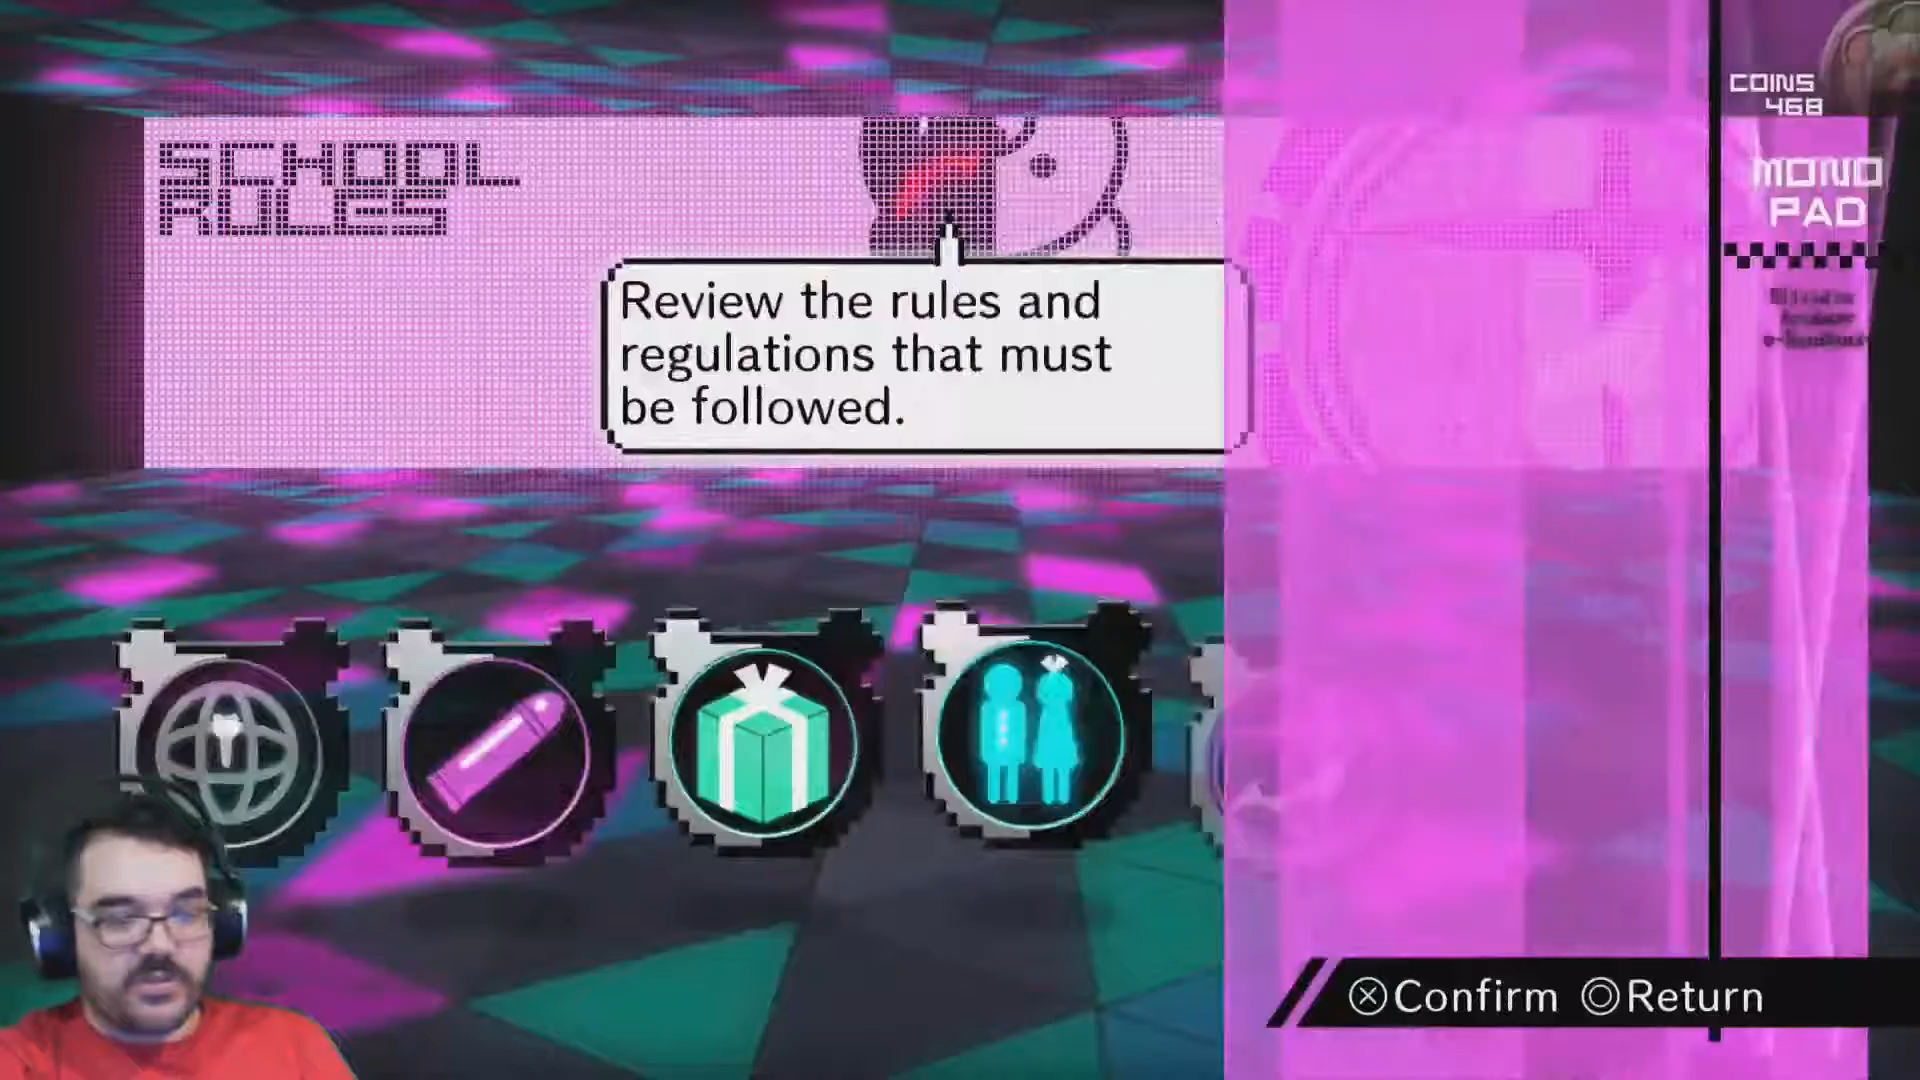 SCHOOL
RULES
Review the rules and
regulations that must
be followed.
COINS
468
MONO
PAD
Confirm Return